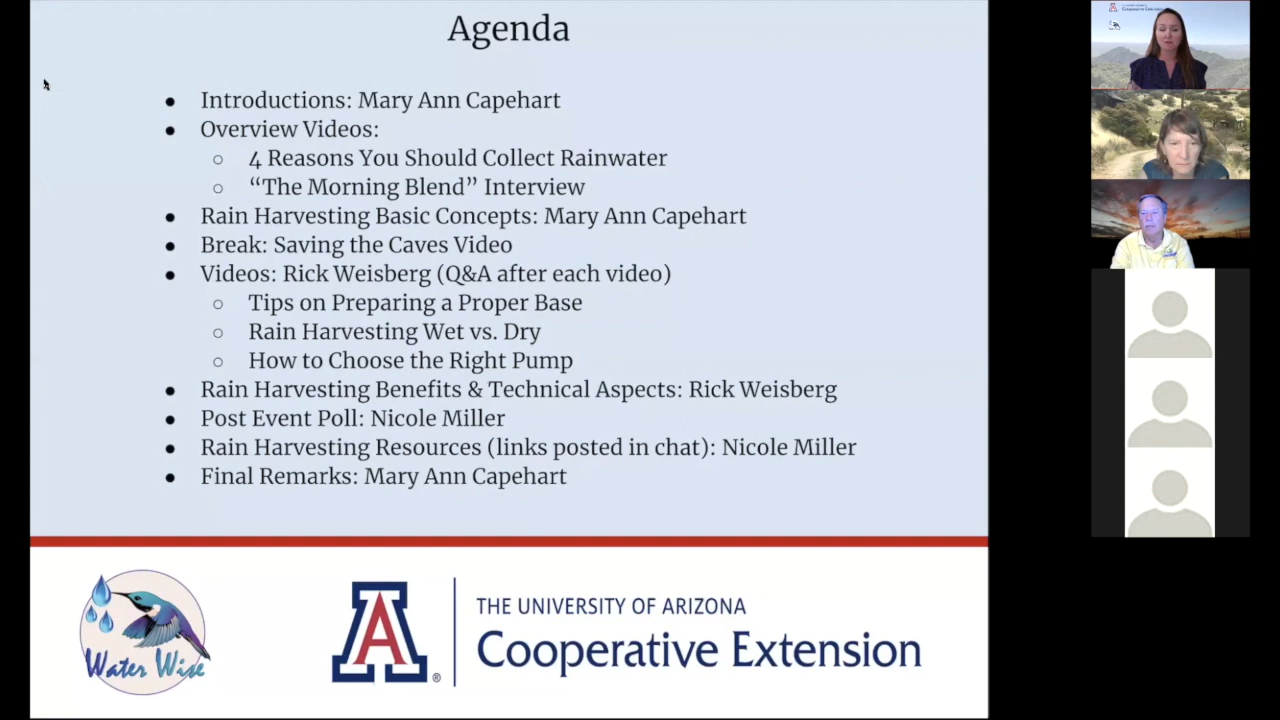 Agenda
● Introductions: Mary Ann Capehart
● Overview Videos:
○ 4 Reasons You Should Collect Rainwater
○ “The Morning Blend” Interview
● Rain Harvesting Basic Concepts: Mary Ann Capehart
● Break: Saving the Caves Video
● Videos: Rick Weisberg (Q&A after each video)
○ Tips on Preparing a Proper Base
○ Rain Harvesting Wet vs. Dry
○ How to Choose the Right Pump
● Rain Harvesting Benefits & Technical Aspects: Rick Weisberg
● Post Event Poll: Nicole Miller
● Rain Harvesting Resources (links posted in chat): Nicole Miller
● Final Remarks: Mary Ann Capehart
Water Wise
A®
THE UNIVERSITY OF ARIZONA
Cooperative Extension
A
Cooperative Extension